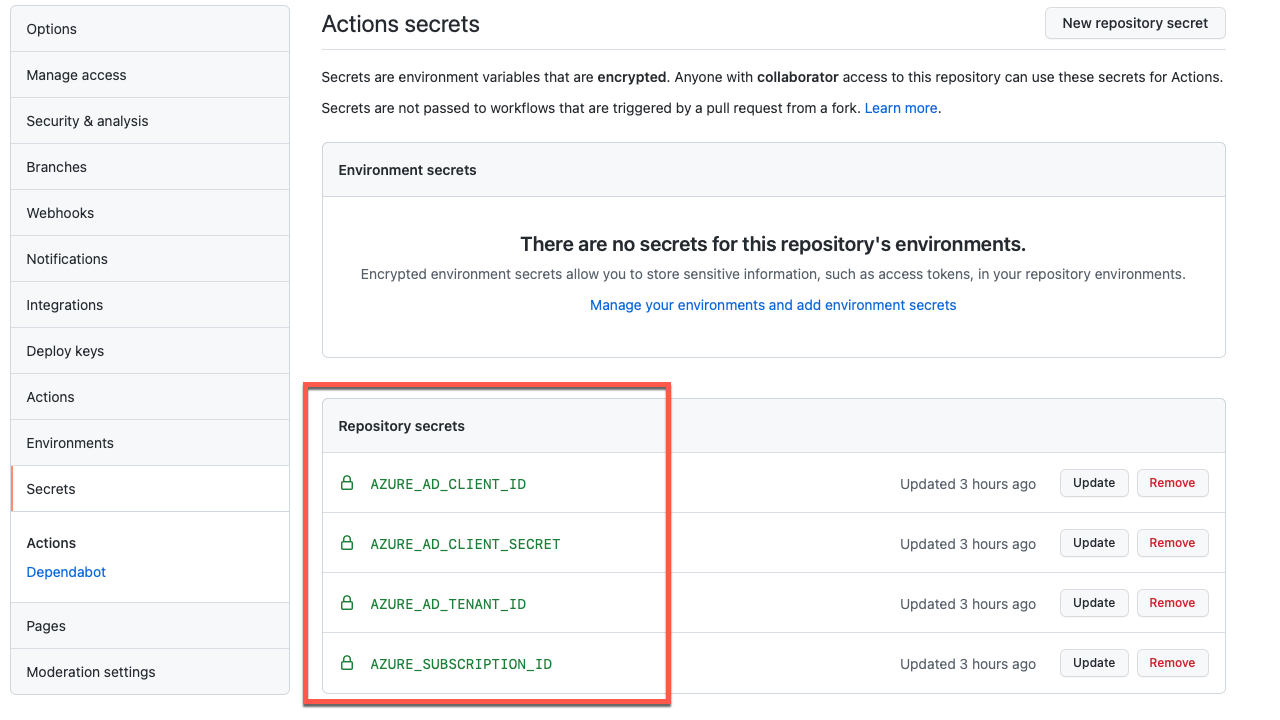 Options
Manage access
Security & analysis
Branches
Webhooks
Notifications
Integrations
Deploy keys
Actions
Environments
Secrets
Actions
Dependabot
Pages
Moderation settings
Actions secrets
New repository secret
Secrets are environment variables that are encrypted. Anyone with collaborator access to this repository can use these secrets for Actions.
Secrets are not passed to workflows that are triggered by a pull request from a fork. Learn more.
Environment secrets
There are no secrets for this repository's environments.
Encrypted environment secrets allow you to store sensitive information, such as access tokens, in your repository environments.
Manage your environments and add environment secrets
Repository secrets
AZURE_AD_CLIENT_ID Updated 3 hours ago Update Remove
AZURE_AD_CLIENT_SECRET Updated 3 hours ago Update Remove
AZURE_AD_TENANT_ID Updated 3 hours ago Update Remove
AZURE_SUBSCRIPTION_ID Updated 3 hours ago Update Remove